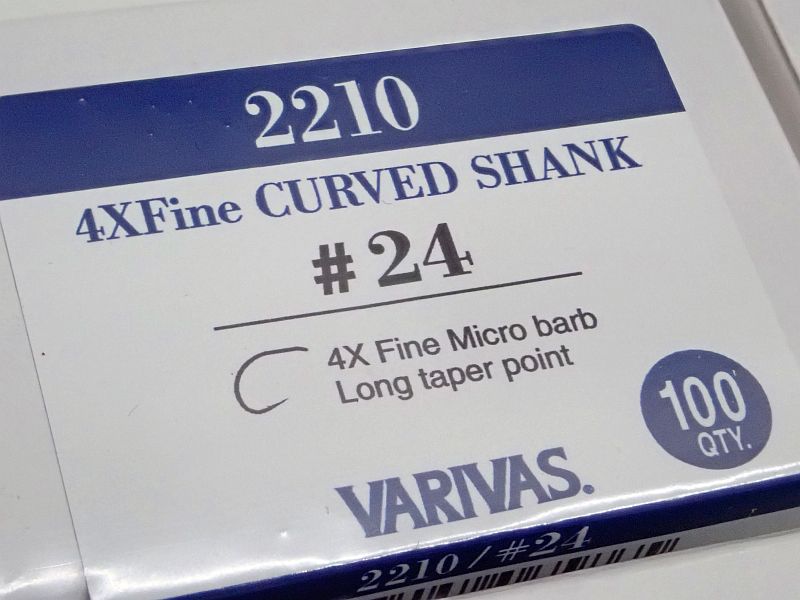 2210
4XFine CURVED SHANK
#24
4X Fine Micro barb
Long taper point
100
QTY.
VARIVAS.
2210/#24